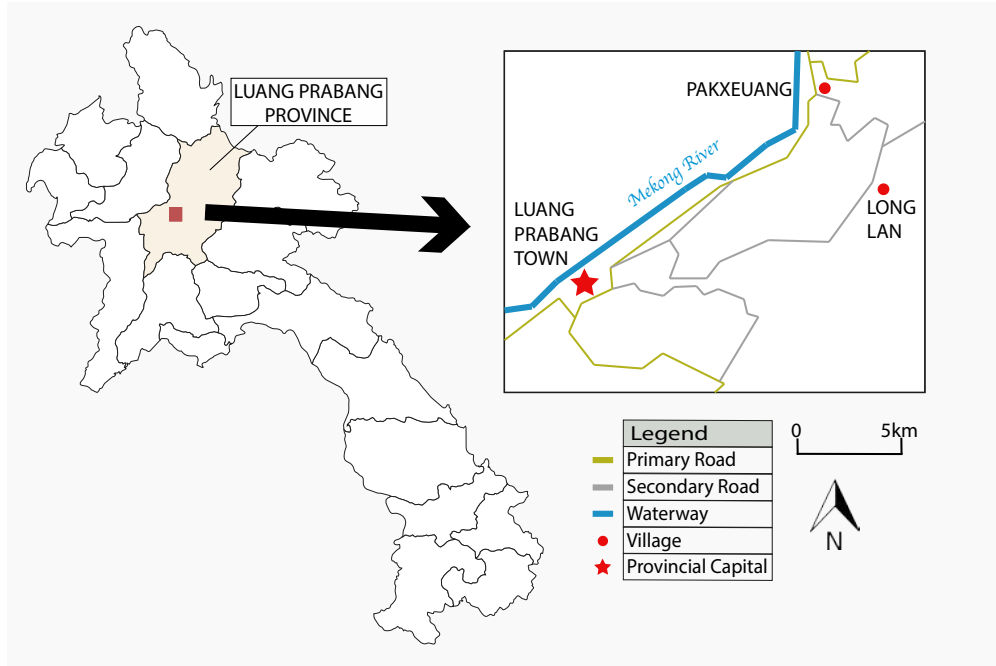 LUANG PRABANG
PROVINCE
PAKXEUANG
Mekong River
LUANG
PRABANG
TOWN
LONG
LAN
Legend
Primary Road
Secondary Road
Waterway
Village
Provincial Capital
0 5km
N